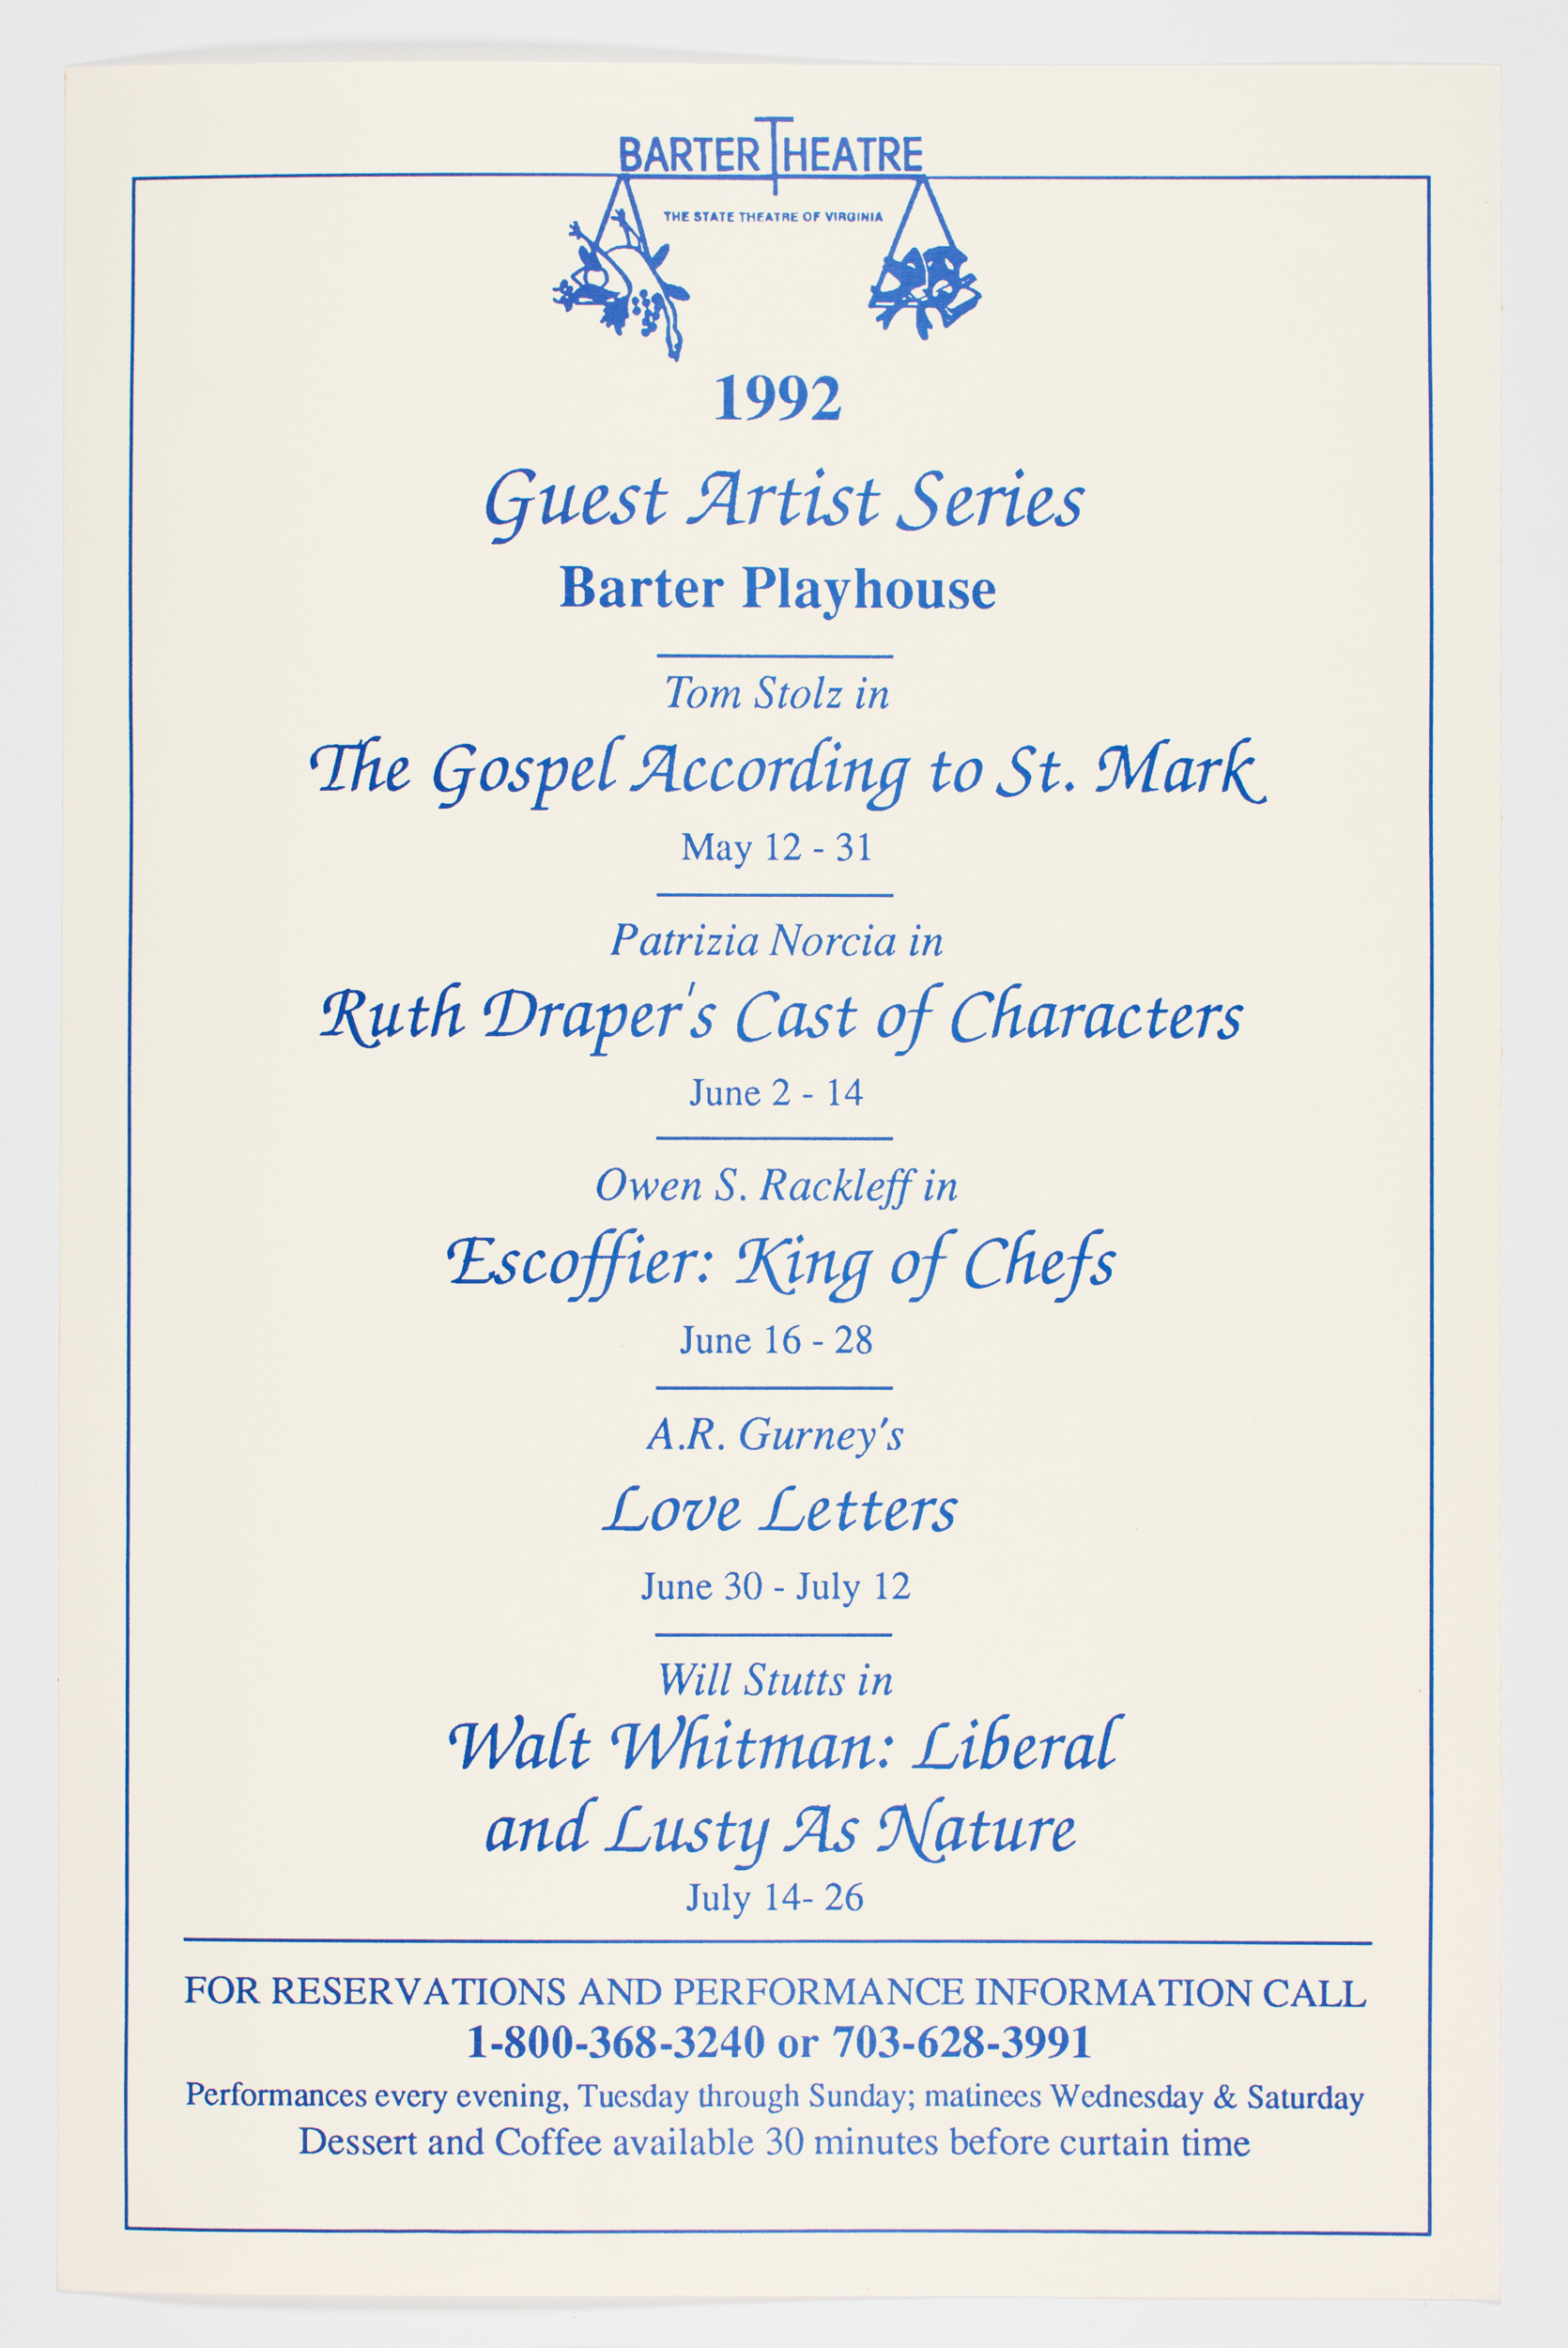 BARTER THEATRE
THE STATE THEATRE OF VIRGINIA
1992
Guest Artist Series
Barter Playhouse
Tom Stolz in
The Gospel According to St. Mark
May 12 - 31
Patrizia Norcia in
Ruth Draper's Cast of Characters
June 2 - 14
Owen S. Rackleff in
Escoffier: King of Chefs
June 16 - 28
A.R. Gurney's
Love Letters
June 30 - July 12
Will Stutts in
Walt Whitman: Liberal
and Lusty As Nature
July 14- 26
FOR RESERVATIONS AND PERFORMANCE INFORMATION CALL
1-800-368-3240 or 703-628-3991
Performances every evening, Tuesday through Sunday; matinees Wednesday & Saturday
Dessert and Coffee available 30 minutes before curtain time